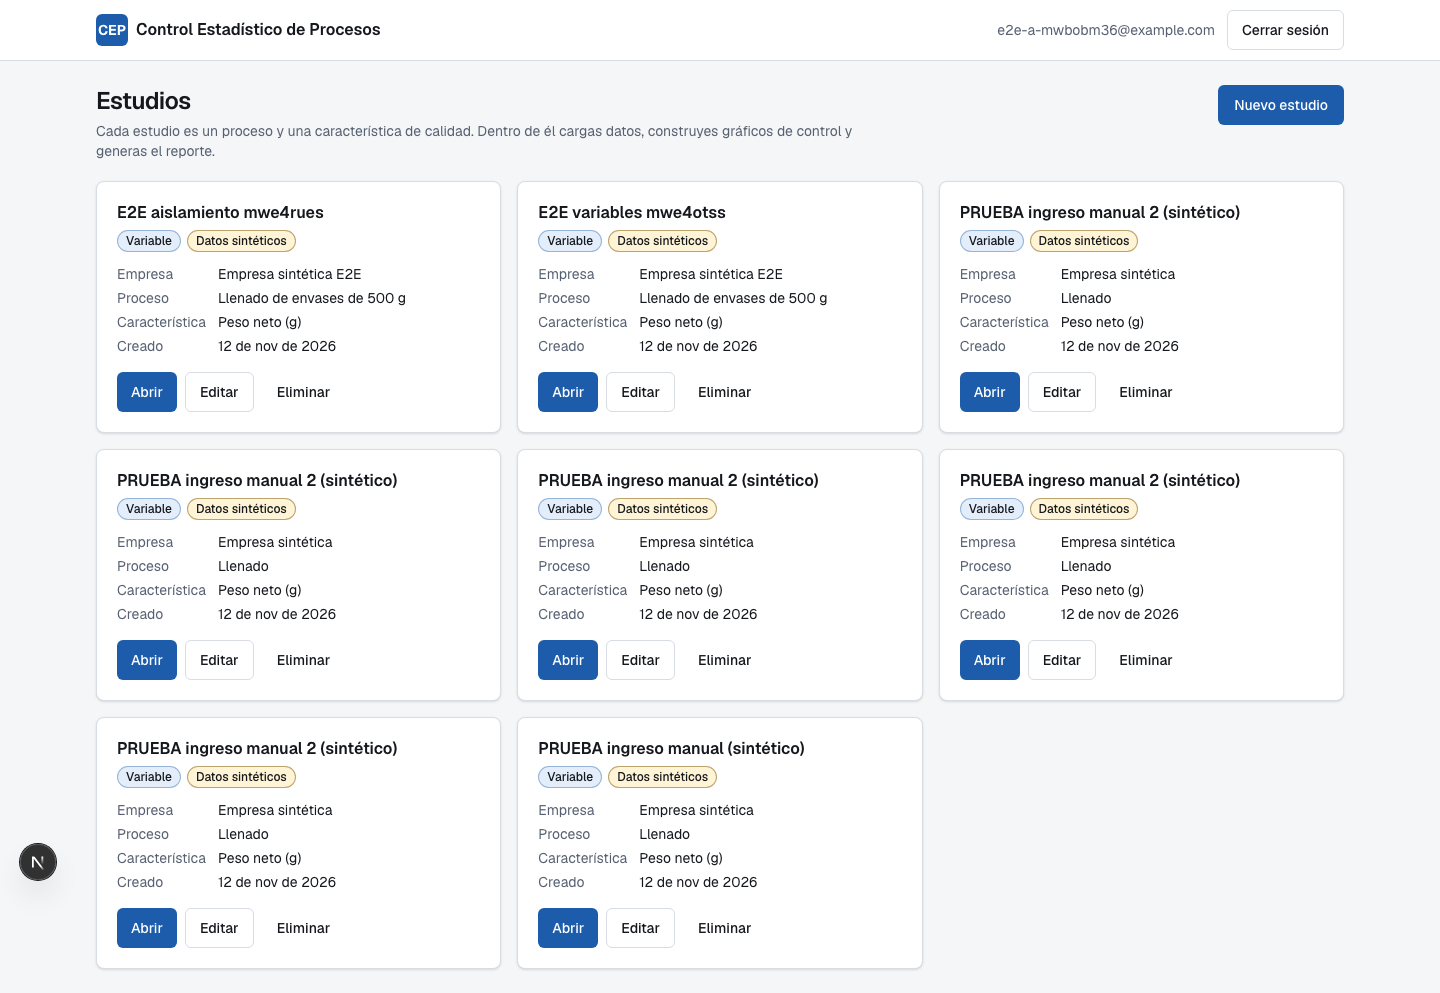 CEP Control Estadístico de Procesos
e2e-a-mwbobm36@example.com
Cerrar sesión
Estudios
Nuevo estudio
Cada estudio es un proceso y una característica de calidad. Dentro de él cargas datos, construyes gráficos de control y
generas el reporte.
E2E aislamiento mwe4rues
Variable Datos sintéticos
Empresa Empresa sintética E2E
Proceso Llenado de envases de 500 g
Característica Peso neto (g)
Creado 12 de nov de 2026
Abrir Editar Eliminar
E2E variables mwe4otss
Variable Datos sintéticos
Empresa Empresa sintética E2E
Proceso Llenado de envases de 500 g
Característica Peso neto (g)
Creado 12 de nov de 2026
Abrir Editar Eliminar
PRUEBA ingreso manual 2 (sintético)
Variable Datos sintéticos
Empresa Empresa sintética
Proceso Llenado
Característica Peso neto (g)
Creado 12 de nov de 2026
Abrir Editar Eliminar
PRUEBA ingreso manual 2 (sintético)
Variable Datos sintéticos
Empresa Empresa sintética
Proceso Llenado
Característica Peso neto (g)
Creado 12 de nov de 2026
Abrir Editar Eliminar
PRUEBA ingreso manual 2 (sintético)
Variable Datos sintéticos
Empresa Empresa sintética
Proceso Llenado
Característica Peso neto (g)
Creado 12 de nov de 2026
Abrir Editar Eliminar
PRUEBA ingreso manual 2 (sintético)
Variable Datos sintéticos
Empresa Empresa sintética
Proceso Llenado
Característica Peso neto (g)
Creado 12 de nov de 2026
Abrir Editar Eliminar
PRUEBA ingreso manual 2 (sintético)
Variable Datos sintéticos
Empresa Empresa sintética
Proceso Llenado
Característica Peso neto (g)
Creado 12 de nov de 2026
Abrir Editar Eliminar
PRUEBA ingreso manual (sintético)
Variable Datos sintéticos
Empresa Empresa sintética
Proceso Llenado
Característica Peso neto (g)
Creado 12 de nov de 2026
Abrir Editar Eliminar
N